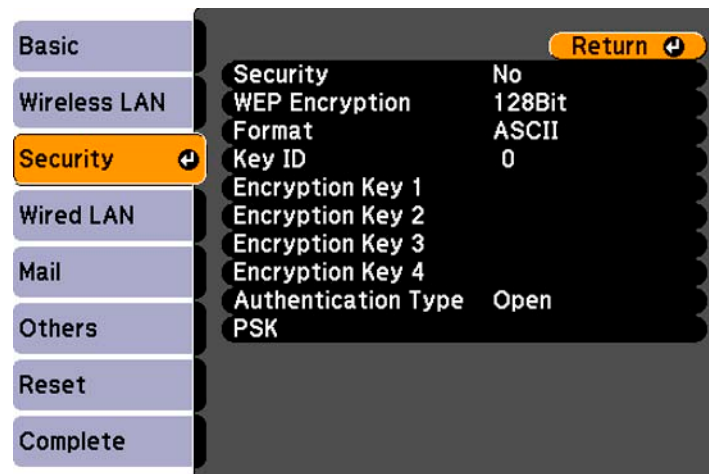 Basic
Wireless LAN
Security
Wired LAN
Mail
Others
Reset
Complete
Return
Security No
WEP Encryption 128Bit
Format ASCII
Key ID 0
Encryption Key 1
Encryption Key 2
Encryption Key 3
Encryption Key 4
Authentication Type Open
PSK